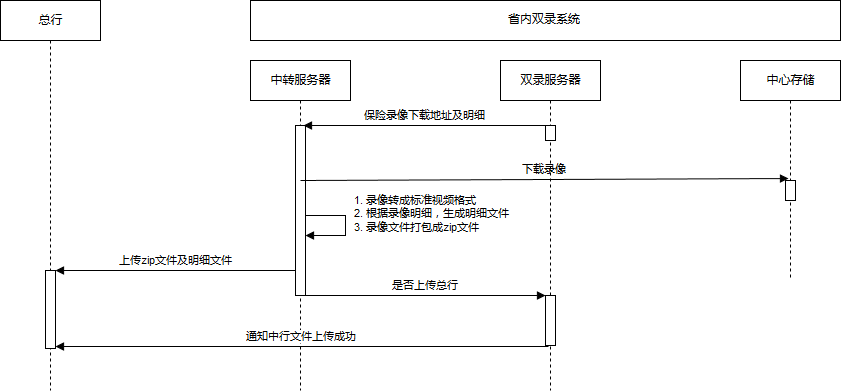 总行
省内双录系统
中转服务器
双录服务器
中心存储
保险录像下载地址及明细
下载录像
1. 录像转成标准视频格式
2. 根据录像明细，生成明细文件
3. 录像文件打包成zip文件
上传zip文件及明细文件
是否上传总行
通知中行文件上传成功